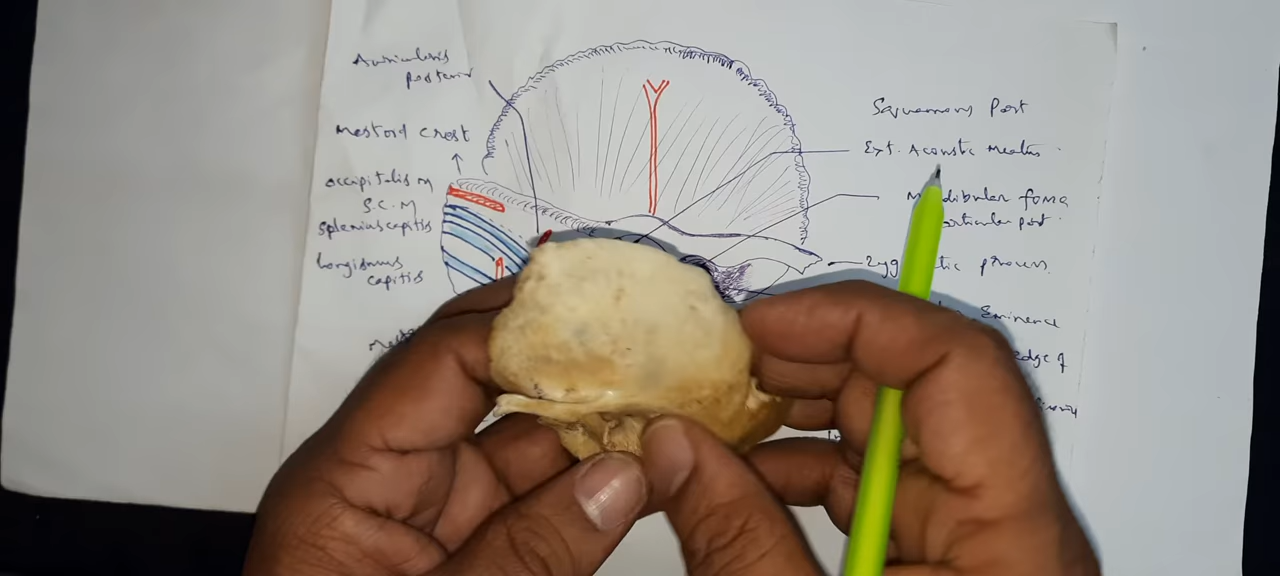 Auricularis
posterior
Mastoid crest
occipitalis m
S.C.M
splenius capitis
longissimus
capitis
Squamous Part
Ext. Acoustic Meatus
Mandibular fossa
articular part
process
Eminence
edge of